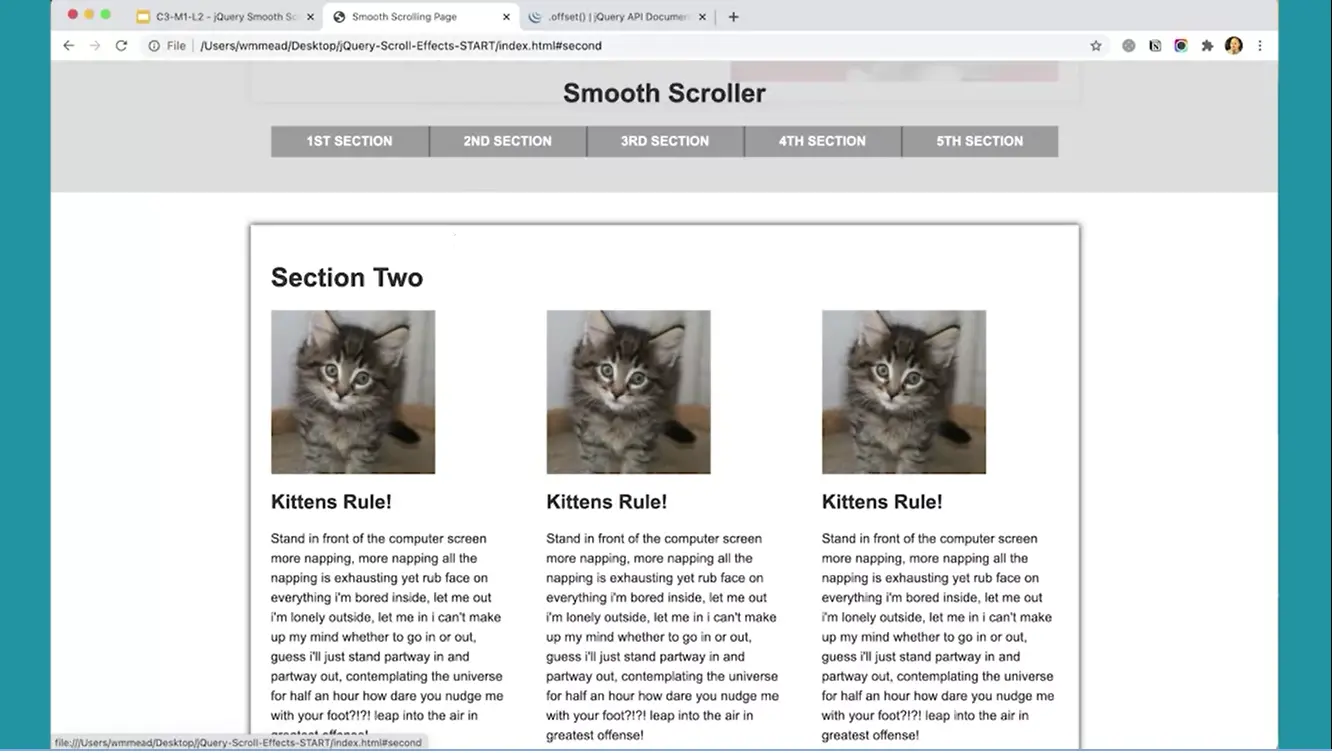 C3-M1-L2 - jQuery Smooth Sc
Smooth Scrolling Page
.offset() | jQuery API Documen
File
/Users/wmmead/Desktop/jQuery-Scroll-Effects-START/index.html#second
Smooth Scroller
1ST SECTION
2ND SECTION
3RD SECTION
4TH SECTION
5TH SECTION
Section Two
Kittens Rule!
Stand in front of the computer screen
more napping, more napping all the
napping is exhausting yet rub face on
everything i'm bored inside, let me out
i'm lonely outside, let me in i can't make
up my mind whether to go in or out,
guess i'll just stand partway in and
partway out, contemplating the universe
for half an hour how dare you nudge me
with your foot?!?! leap into the air in
greatest offense!
Kittens Rule!
Stand in front of the computer screen
more napping, more napping all the
napping is exhausting yet rub face on
everything i'm bored inside, let me out
i'm lonely outside, let me in i can't make
up my mind whether to go in or out,
guess i'll just stand partway in and
partway out, contemplating the universe
for half an hour how dare you nudge me
with your foot?!?! leap into the air in
greatest offense!
Kittens Rule!
Stand in front of the computer screen
more napping, more napping all the
napping is exhausting yet rub face on
everything i'm bored inside, let me out
i'm lonely outside, let me in i can't make
up my mind whether to go in or out,
guess i'll just stand partway in and
partway out, contemplating the universe
for half an hour how dare you nudge me
with your foot?!?! leap into the air in
greatest offense!
file:///Users/wmmead/Desktop/jQuery-Scroll-Effects-START/index.html#second